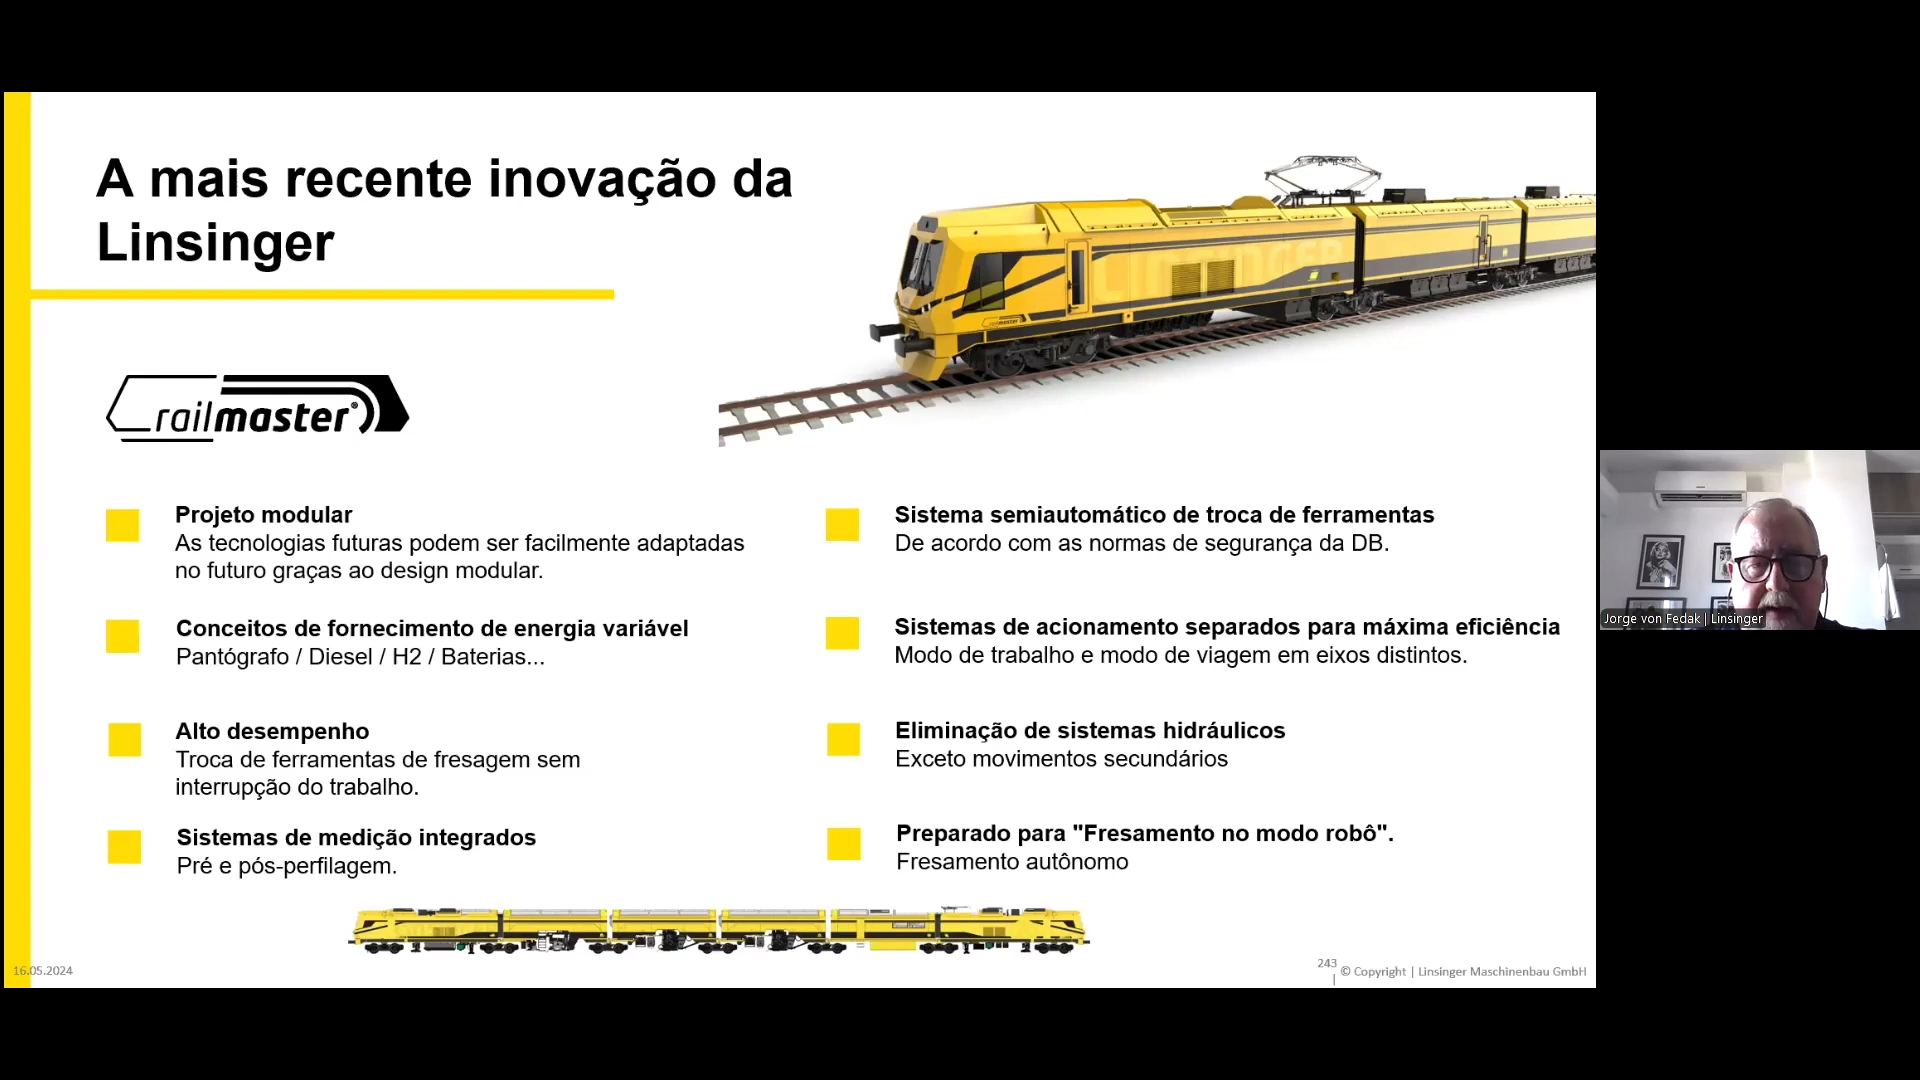 A mais recente inovação da
Linsinger
LINSINGER
railmaster
railmaster®
Projeto modular
As tecnologias futuras podem ser facilmente adaptadas
no futuro graças ao design modular.
Conceitos de fornecimento de energia variável
Pantógrafo / Diesel / H2 / Baterias...
Alto desempenho
Troca de ferramentas de fresagem sem
interrupção do trabalho.
Sistemas de medição integrados
Pré e pós-perfilagem.
Sistema semiautomático de troca de ferramentas
De acordo com as normas de segurança da DB.
Sistemas de acionamento separados para máxima eficiência
Modo de trabalho e modo de viagem em eixos distintos.
Eliminação de sistemas hidráulicos
Exceto movimentos secundários
Preparado para "Fresamento no modo robô".
Fresamento autônomo
16.05.2024
243
| © Copyright | Linsinger Maschinenbau GmbH
Jorge von Fedak | Linsinger